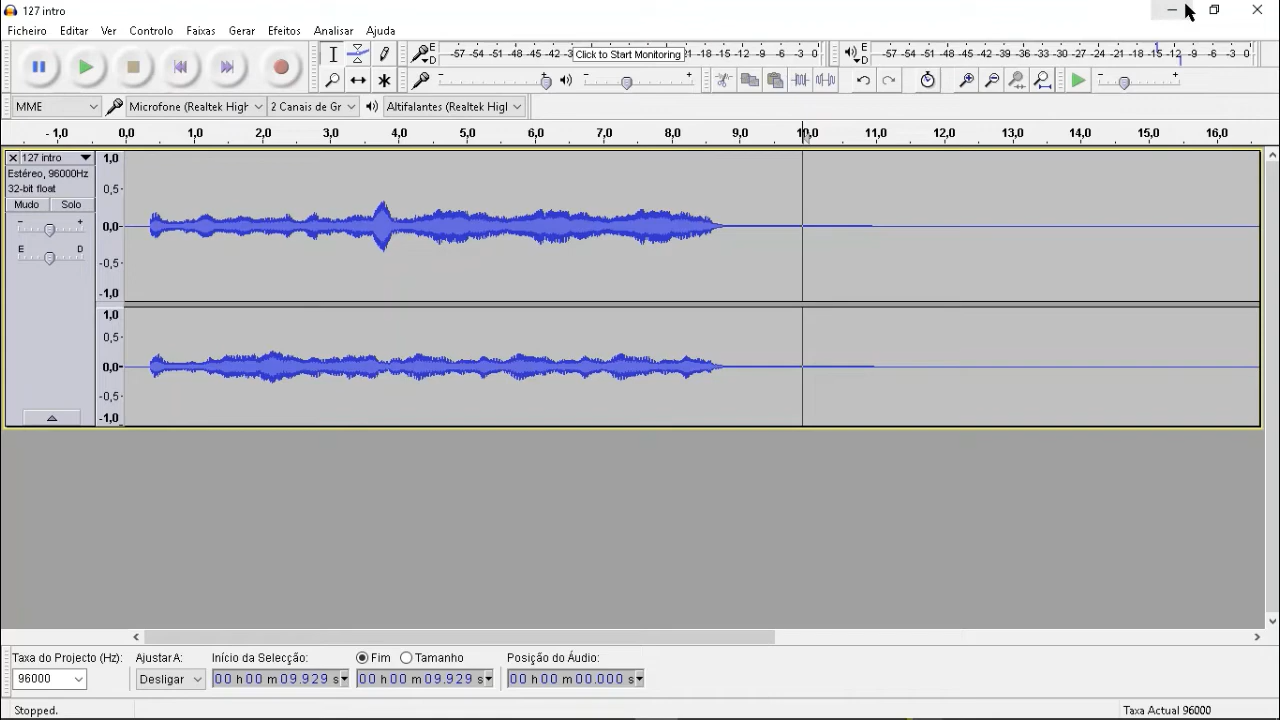 127 intro
Ficheiro Editar Ver Controlo Faixas Gerar Efeitos Analisar Ajuda
E D -57 -54 -51 -48 -45 -42 -3 Click to Start Monitoring -21 -18 -15 -12 -9 -6 -3 0 E D -57 -54 -51 -48 -45 -42 -39 -36 -33 -30 -27 -24 -21 -18 -15 -12 -9 -6 -3 0
- + - + - +
MME Microfone (Realtek High 2 Canais de Gr Altifalantes (Realtek Higl
- 1,0 0,0 1,0 2,0 3,0 4,0 5,0 6,0 7,0 8,0 9,0 10,0 11,0 12,0 13,0 14,0 15,0 16,0
127 intro
Estéreo, 96000Hz
32-bit float
Mudo Solo
- +
E D
1,0
0,5-
0,0-
-0,5-
-1,0
1,0
0,5-
0,0-
-0,5-
-1,0
Taxa do Projecto (Hz): Ajustar A: Início da Selecção: Fim Tamanho Posição do Áudio:
96000 Desligar 00 h 00 m 09.929 s 00 h 00 m 09.929 s 00 h 00 m 00.000 s
Stopped. Taxa Actual 96000